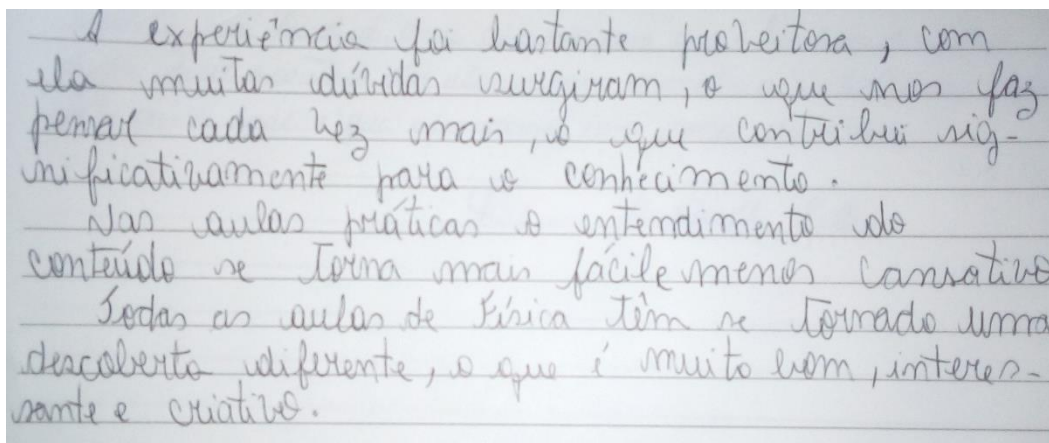 A experiência foi bastante proveitosa, com
ela muitas dúvidas surgiram, o que nos faz
pensar cada vez mais, o que contribui sig-
nificativamente para o conhecimento.
Nas aulas práticas o entendimento do
conteúdo se torna mais fácil e menos cansativo
Todas as aulas de Física têm se tornado uma
descoberta diferente, o que é muito bom, interes-
sante e criativo.